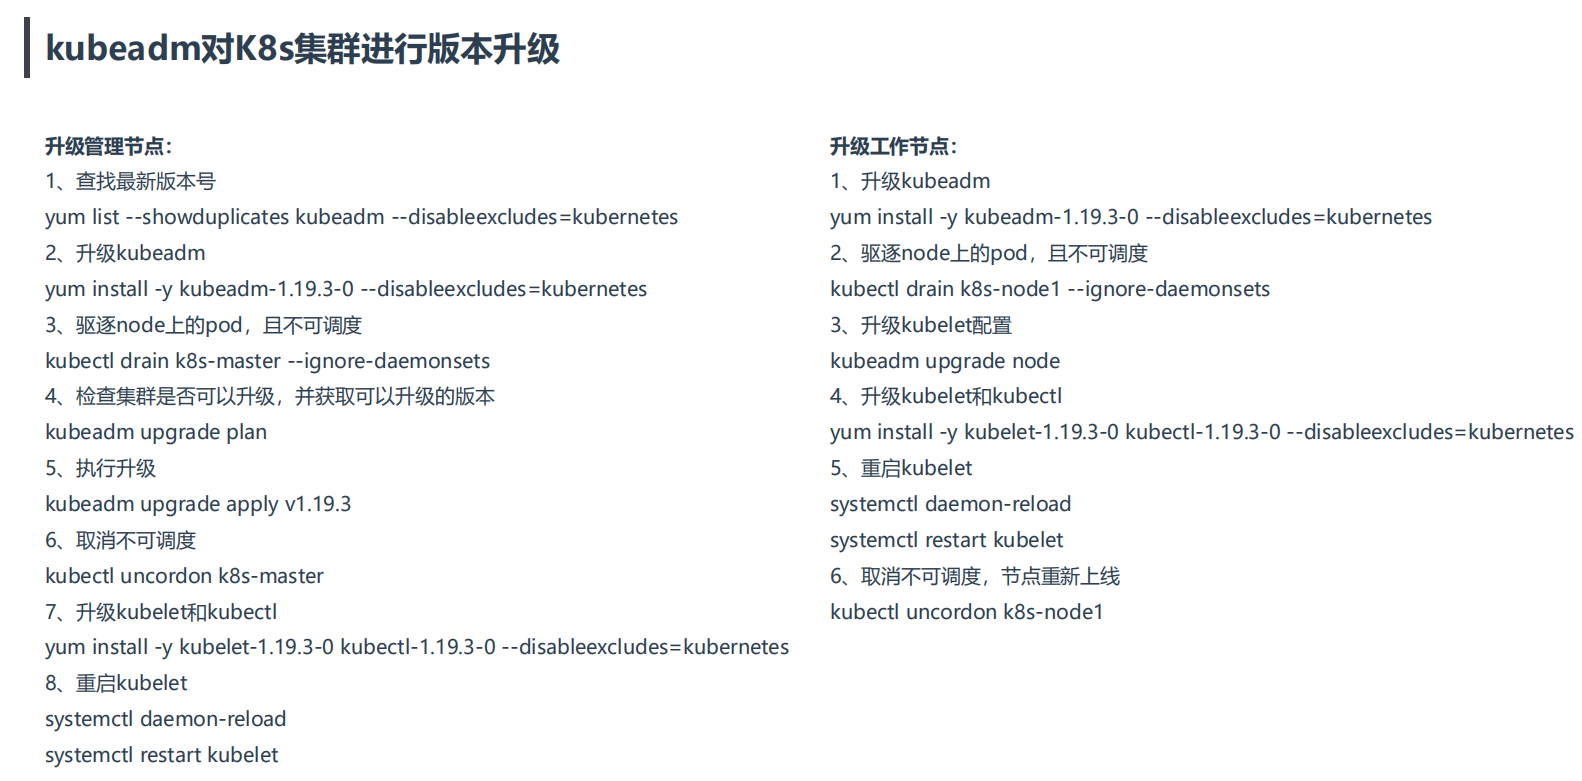 kubeadm对K8s集群进行版本升级
升级管理节点：
1、查找最新版本号
yum list --showduplicates kubeadm --disableexcludes=kubernetes
2、升级kubeadm
yum install -y kubeadm-1.19.3-0 --disableexcludes=kubernetes
3、驱逐node上的pod，且不可调度
kubectl drain k8s-master --ignore-daemonsets
4、检查集群是否可以升级，并获取可以升级的版本
kubeadm upgrade plan
5、执行升级
kubeadm upgrade apply v1.19.3
6、取消不可调度
kubectl uncordon k8s-master
7、升级kubelet和kubectl
yum install -y kubelet-1.19.3-0 kubectl-1.19.3-0 --disableexcludes=kubernetes
8、重启kubelet
systemctl daemon-reload
systemctl restart kubelet
升级工作节点：
1、升级kubeadm
yum install -y kubeadm-1.19.3-0 --disableexcludes=kubernetes
2、驱逐node上的pod，且不可调度
kubectl drain k8s-node1 --ignore-daemonsets
3、升级kubelet配置
kubeadm upgrade node
4、升级kubelet和kubectl
yum install -y kubelet-1.19.3-0 kubectl-1.19.3-0 --disableexcludes=kubernetes
5、重启kubelet
systemctl daemon-reload
systemctl restart kubelet
6、取消不可调度，节点重新上线
kubectl uncordon k8s-node1